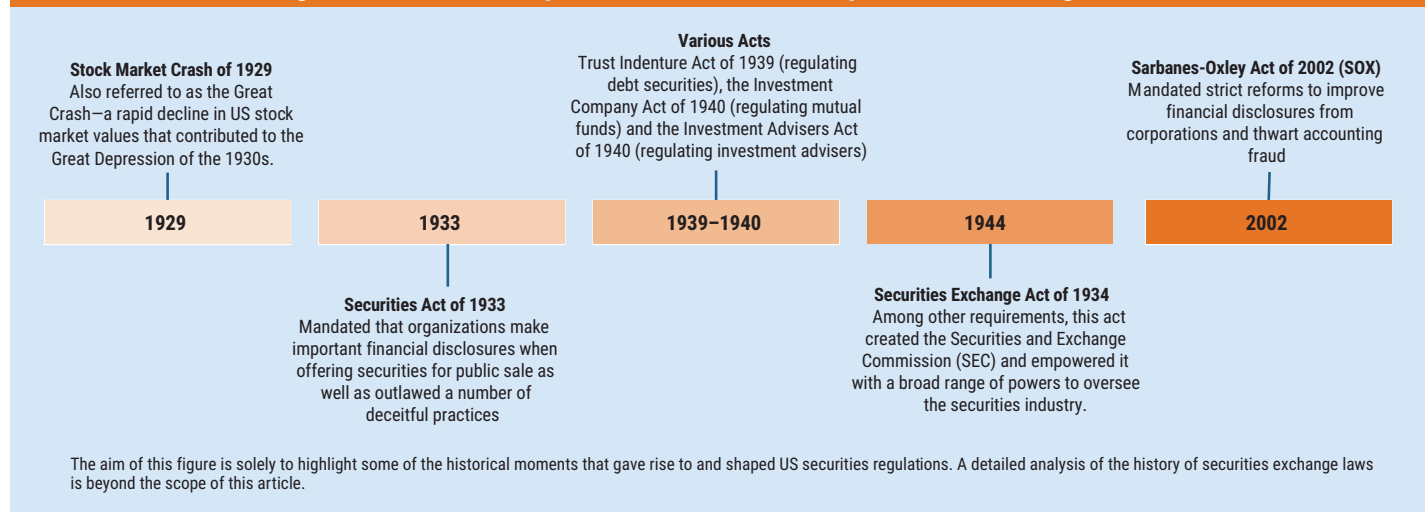 Stock Market Crash of 1929
Also referred to as the Great
Crash—a rapid decline in US stock
market values that contributed to the
Great Depression of the 1930s.
Various Acts
Trust Indenture Act of 1939 (regulating
debt securities), the Investment
Company Act of 1940 (regulating mutual
funds) and the Investment Advisers Act
of 1940 (regulating investment advisers)
Sarbanes-Oxley Act of 2002 (SOX)
Mandated strict reforms to improve
financial disclosures from
corporations and thwart accounting
fraud
1929
1933
1939–1940
1944
2002
Securities Act of 1933
Mandated that organizations make
important financial disclosures when
offering securities for public sale as
well as outlawed a number of
deceitful practices
Securities Exchange Act of 1934
Among other requirements, this act
created the Securities and Exchange
Commission (SEC) and empowered it
with a broad range of powers to oversee
the securities industry.
The aim of this figure is solely to highlight some of the historical moments that gave rise to and shaped US securities regulations. A detailed analysis of the history of securities exchange laws
is beyond the scope of this article.